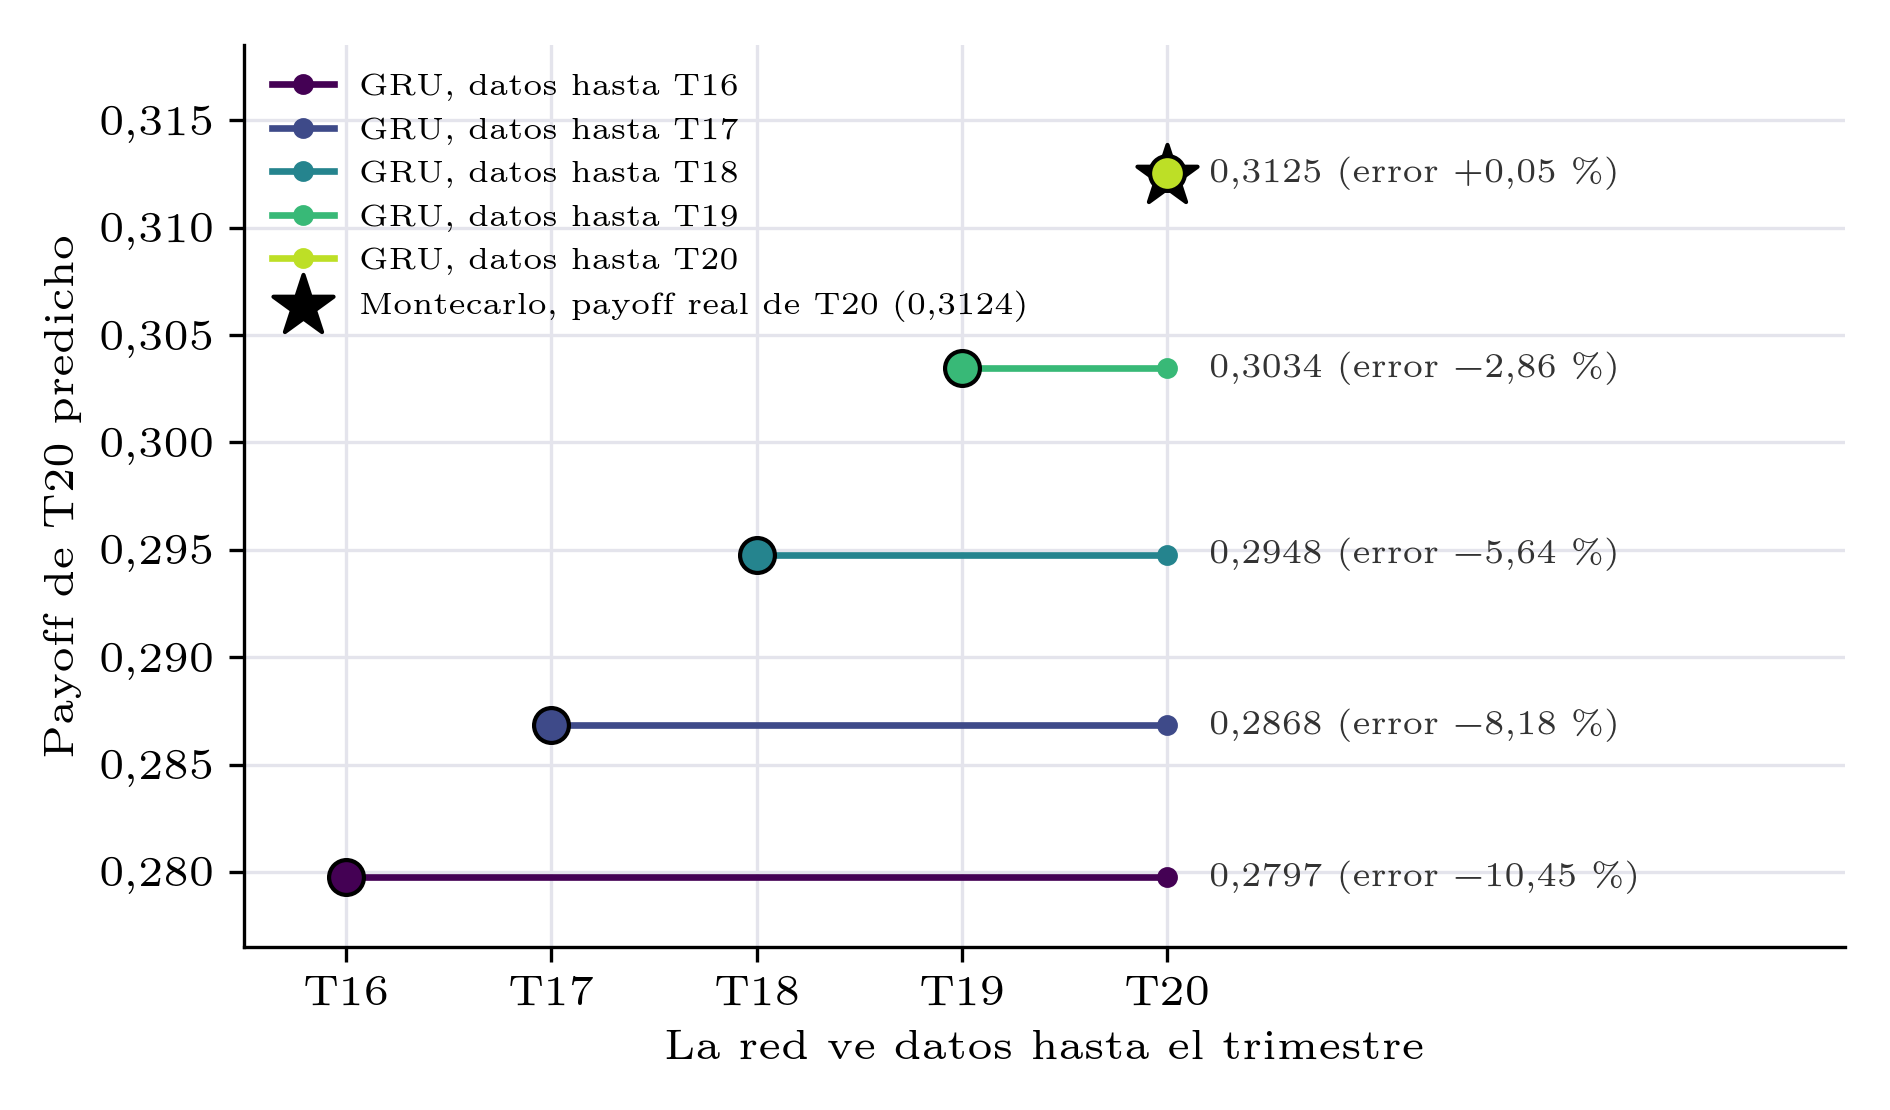 GRU, datos hasta T16
GRU, datos hasta T17
GRU, datos hasta T18
GRU, datos hasta T19
GRU, datos hasta T20
Montecarlo, payoff real de T20 (0,3124)
Payoff de T20 predicho
0,315
0,310
0,305
0,300
0,295
0,290
0,285
0,280
0,3125 (error +0,05 %)
0,3034 (error −2,86 %)
0,2948 (error −5,64 %)
0,2868 (error −8,18 %)
0,2797 (error −10,45 %)
T16 T17 T18 T19 T20
La red ve datos hasta el trimestre